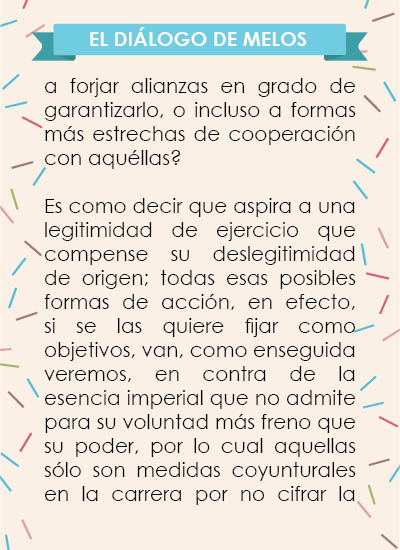 EL DIÁLOGO DE MELOS
a forjar alianzas en grado de
garantizarlo, o incluso a formas
más estrechas de cooperación
con aquéllas?
Es como decir que aspira a una
legitimidad de ejercicio que
compense su deslegitimidad
de origen; todas esas posibles
formas de acción, en efecto,
si se las quiere fijar como
objetivos, van, como enseguida
veremos, en contra de la
esencia imperial que no admite
para su voluntad más freno que
su poder, por lo cual aquellas
sólo son medidas coyunturales
en la carrera por no cifrar la